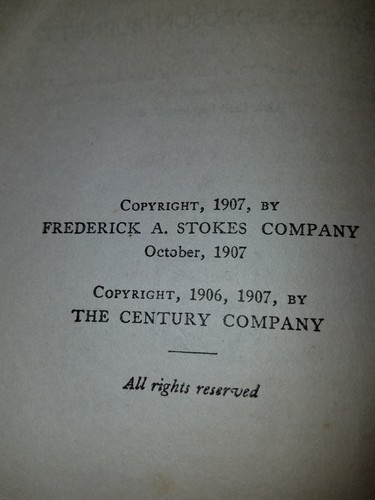 COPYRIGHT, 1907, BY
FREDERICK A. STOKES COMPANY
October, 1907
COPYRIGHT, 1906, 1907, BY
THE CENTURY COMPANY
All rights reserved